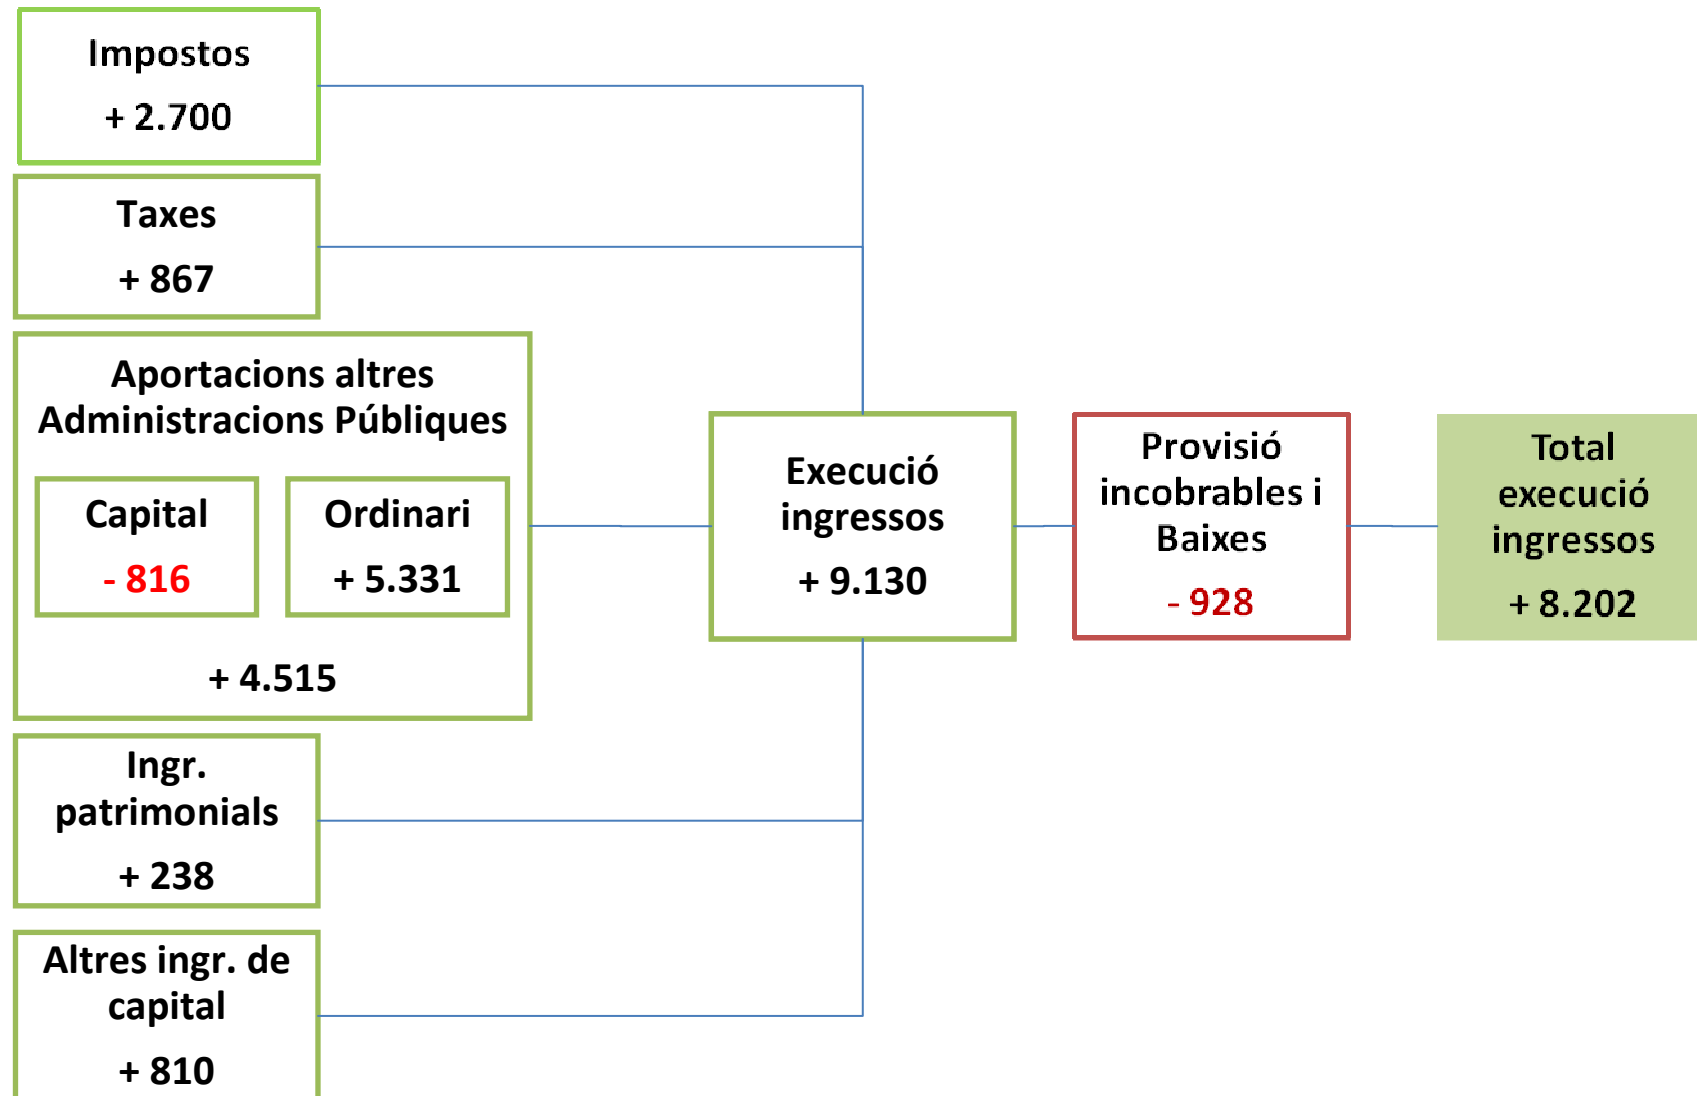 Impostos
+ 2.700
Taxes
+ 867
Aportacions altres
Administracions Públiques
Capital
- 816
Ordinari
+ 5.331
+ 4.515
Ingr.
patrimonials
+ 238
Altres ingr. de
capital
+ 810
Execució
ingressos
+ 9.130
Provisió
incobrables i
Baixes
- 928
Total
execució
ingressos
+ 8.202